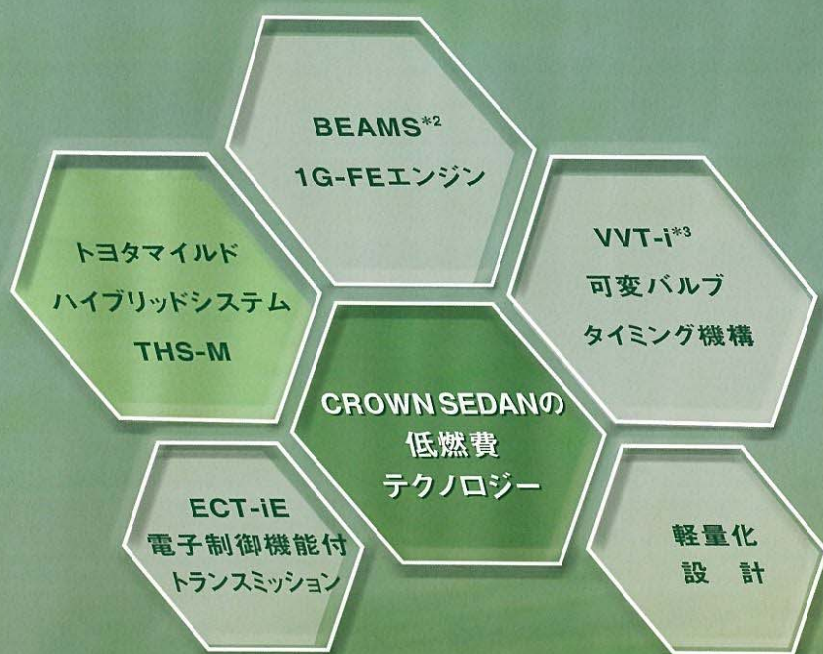 BEAMS*2
1G-FEエンジン
トヨタマイルド
ハイブリッドシステム
THS-M
VVT-i*3
可変バルブ
タイミング機構
CROWN SEDANの
低燃費
テクノロジー
ECT-iE
電子制御機能付
トランスミッション
軽量化
設 計